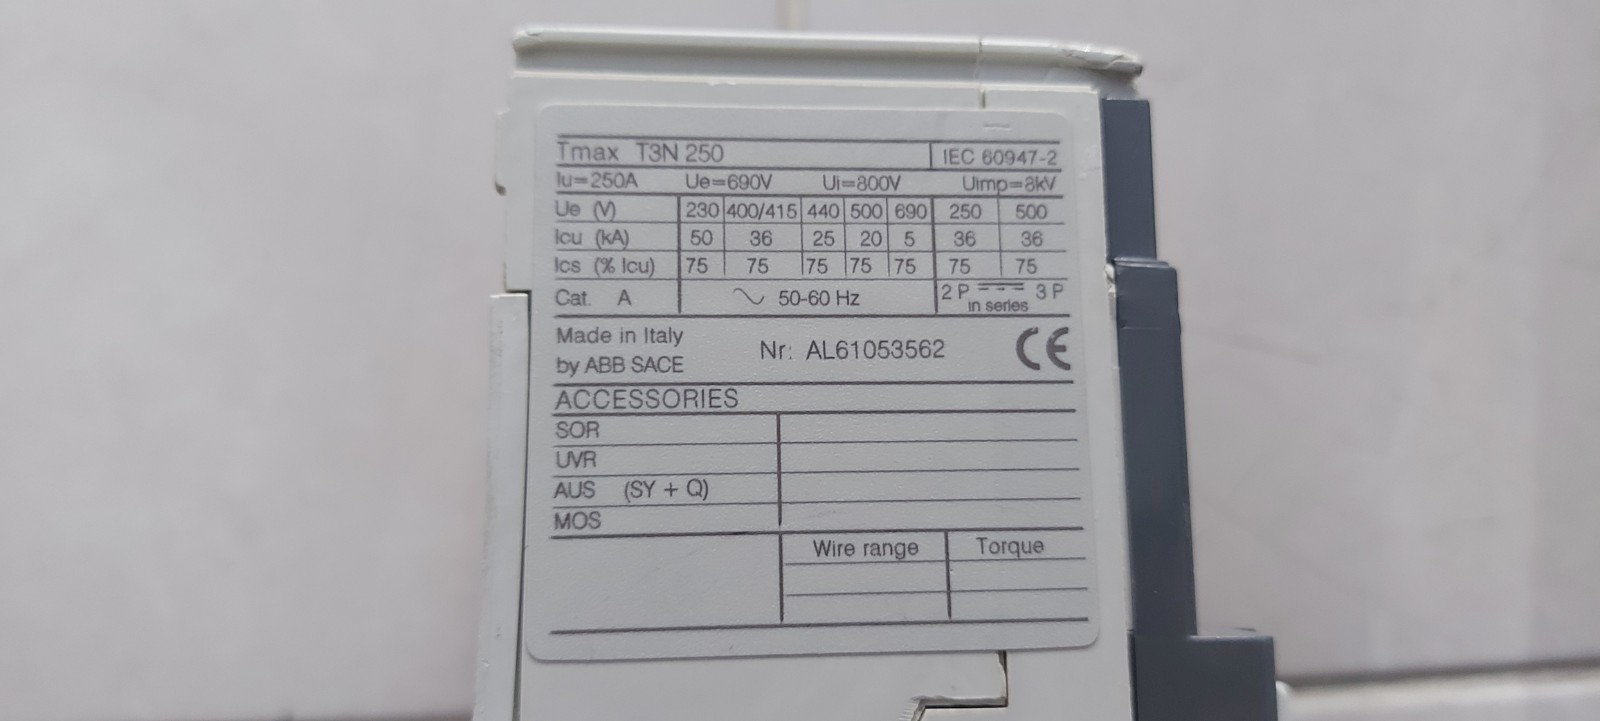 Tmax T3N 250 IEC 60947-2
Iu=250A Ue=690V Ui=800V Uimp=8kV
Ue (V) 230 400/415 440 500 690 250 500
Icu (kA) 50 36 25 20 5 36 36
Ics (% Icu) 75 75 75 75 75 75 75
Cat. A 50-60 Hz 2 P 3 P
in series
Made in Italy
by ABB SACE
Nr: AL61053562 CE
ACCESSORIES
SOR
UVR
AUS (SY + Q)
MOS
Wire range Torque